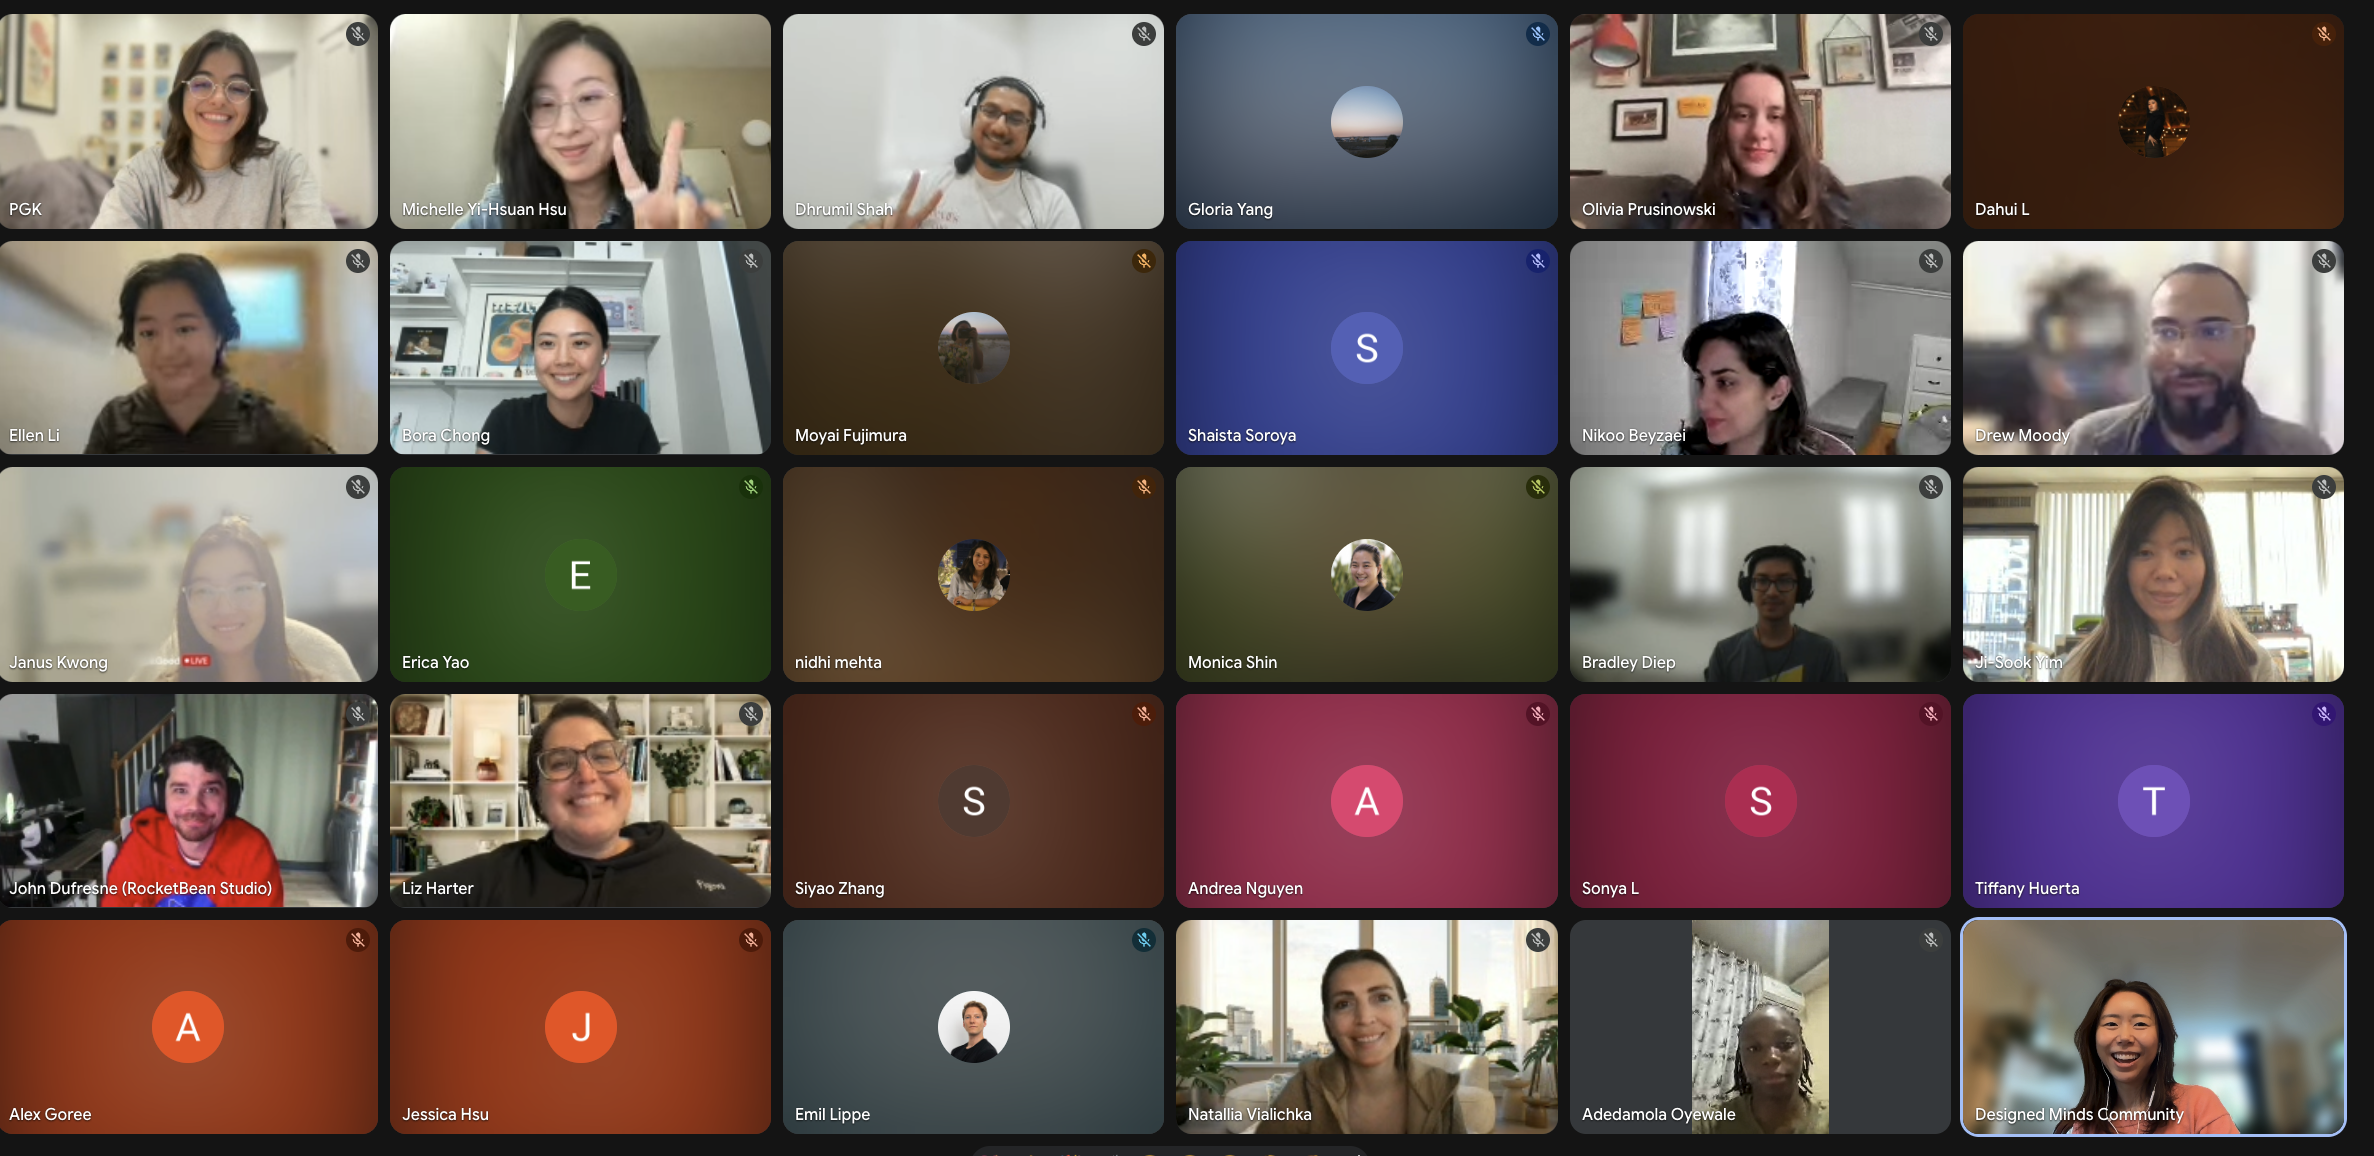 PGK
Michelle Yi-Hsuan Hsu
Dhrumil Shah
Gloria Yang
Olivia Prusinowski
Dahui L
Ellen Li
Bora Chong
Moyai Fujimura
S
Shaista Soroya
Nikoo Beyzaei
Drew Moody
Janus Kwong
LIVE
E
Erica Yao
nidhi mehta
Monica Shin
Bradley Diep
Ji-Sook Yim
John Dufresne (RocketBean Studio)
Liz Harter
S
Siyao Zhang
A
Andrea Nguyen
S
Sonya L
T
Tiffany Huerta
A
Alex Goree
J
Jessica Hsu
Emil Lippe
Natallia Vialichka
Adedamola Oyewale
Designed Minds Community